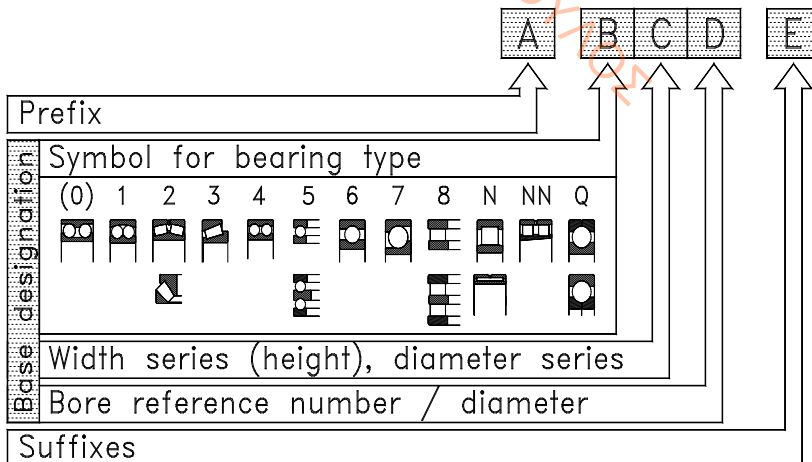 A B C D E
Prefix
Base designation
Symbol for bearing type
(0) 1 2 3 4 5 6 7 8 N NN Q
Width series (height), diameter series
Bore reference number / diameter
Suffixes